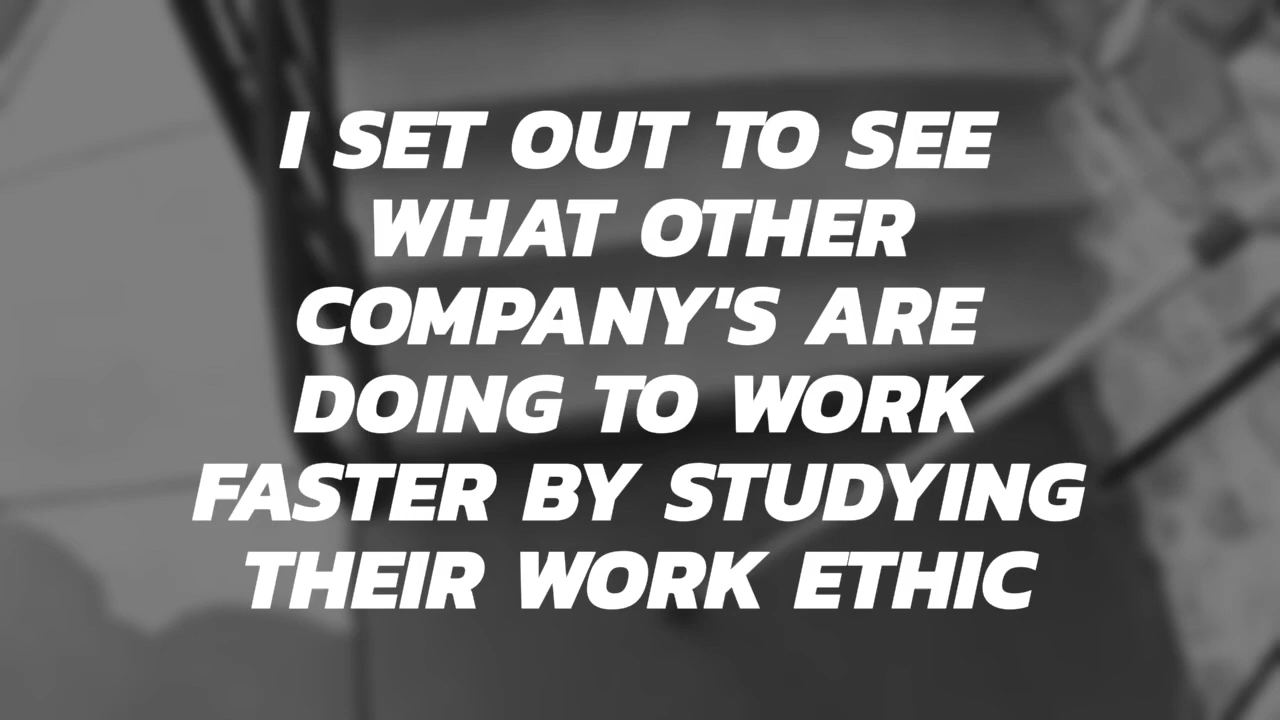 I SET OUT TO SEE
WHAT OTHER
COMPANY'S ARE
DOING TO WORK
FASTER BY STUDYING
THEIR WORK ETHIC